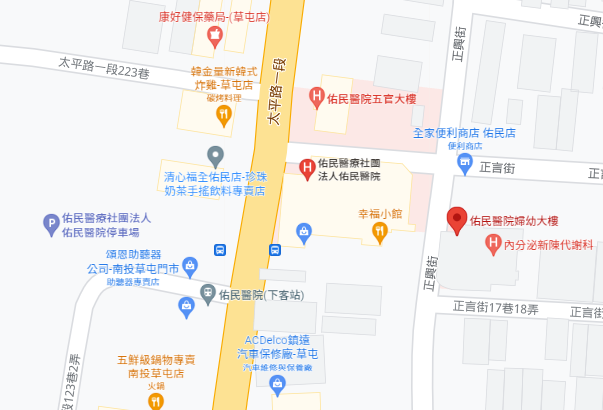 康好健保藥局-(草屯店)
正興街
正興
太平路一段223巷
太平路一段
韓金量新韓式
炸雞-草屯店
碳烤料理
佑民醫院五官大樓
全家便利商店 佑民店
便利商店
清心福全佑民店-珍珠
奶茶手搖飲料專賣店
佑民醫療社團
法人佑民醫院
正言街
正言
佑民醫療社團法人
佑民醫院停車場
幸福小館
佑民醫院婦幼大樓
內分泌新陳代謝科
頌恩助聽器
公司-南投草屯門市
助聽器專賣店
佑民醫院(下客站)
正興街
正言街17巷18弄
正言街
ACDelco鎮遠
汽車保修廠-草屯
汽車維修與保養廠
五鮮級鍋物專賣
南投草屯店
火鍋
段123巷2弄